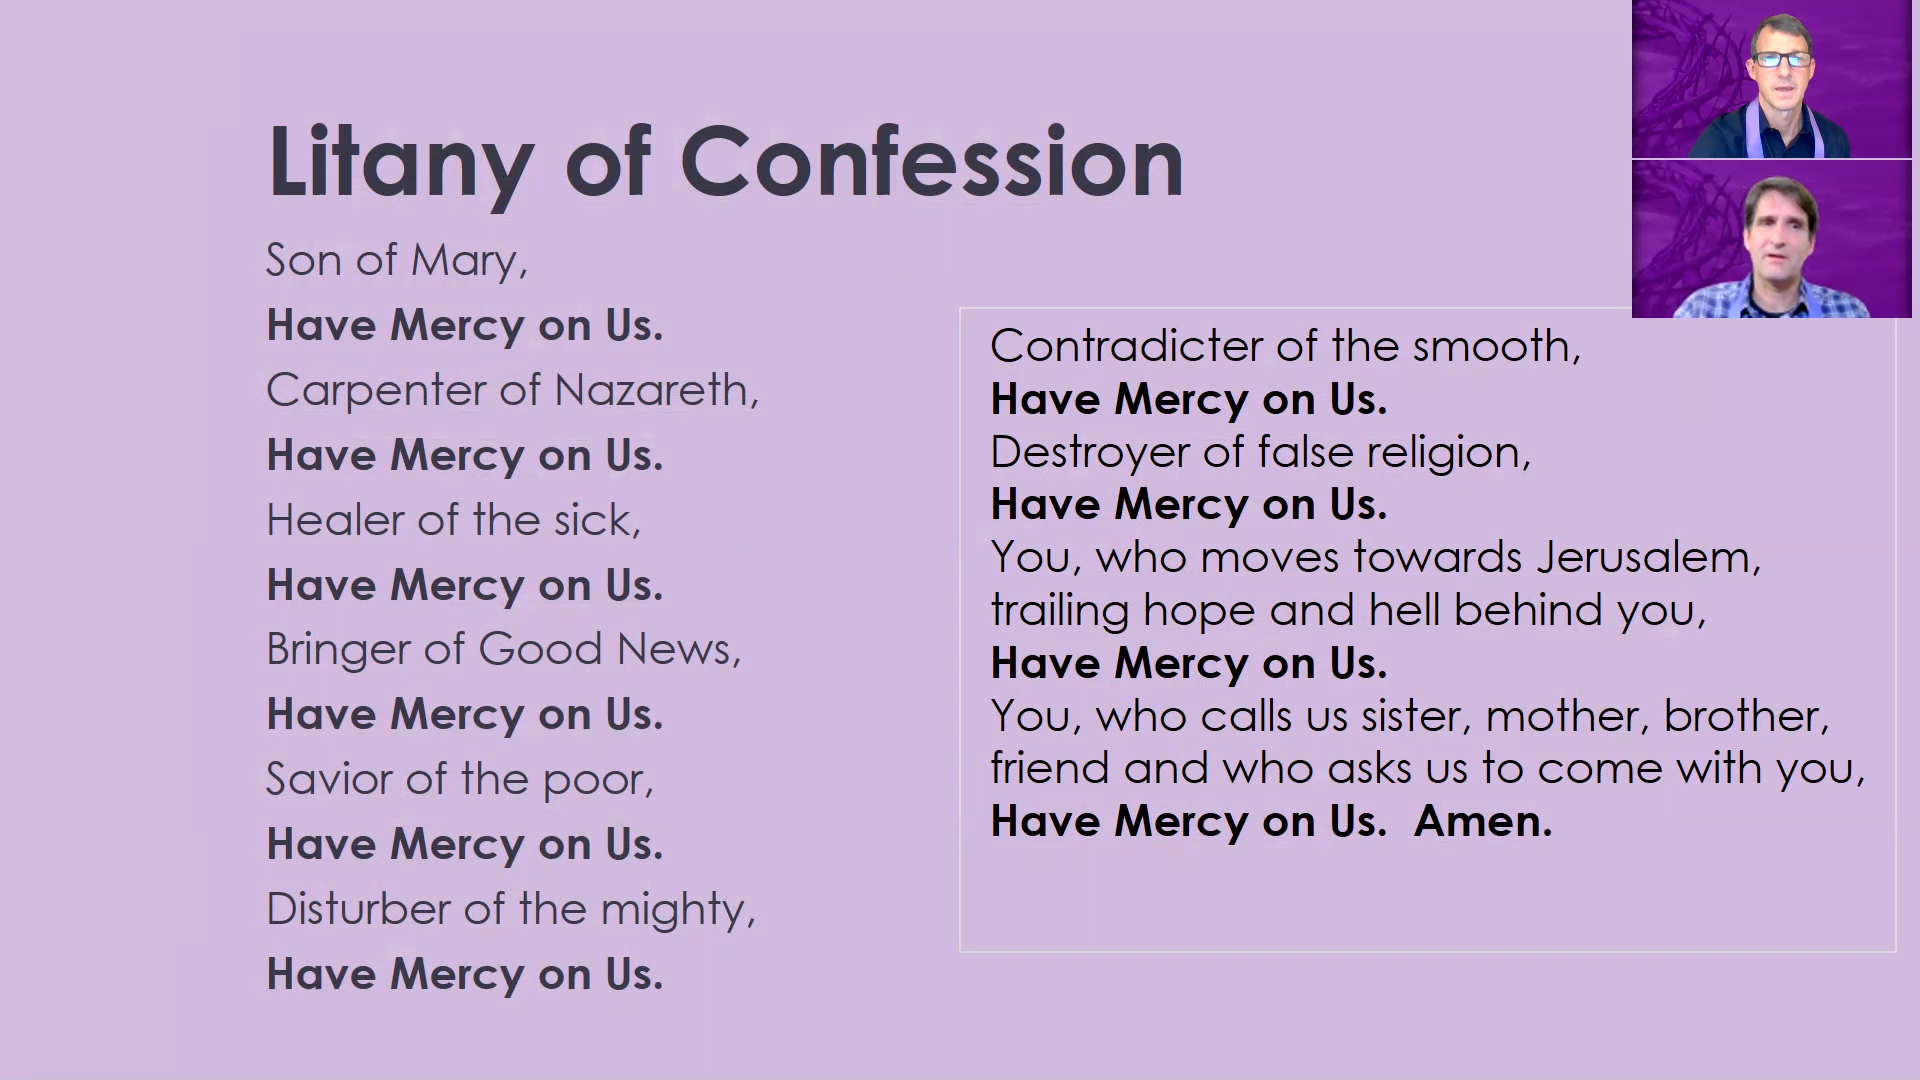 Litany of Confession
Son of Mary,
Have Mercy on Us.
Carpenter of Nazareth,
Have Mercy on Us.
Healer of the sick,
Have Mercy on Us.
Bringer of Good News,
Have Mercy on Us.
Savior of the poor,
Have Mercy on Us.
Disturber of the mighty,
Have Mercy on Us.
Contradicter of the smooth,
Have Mercy on Us.
Destroyer of false religion,
Have Mercy on Us.
You, who moves towards Jerusalem,
trailing hope and hell behind you,
Have Mercy on Us.
You, who calls us sister, mother, brother,
friend and who asks us to come with you,
Have Mercy on Us.  Amen.